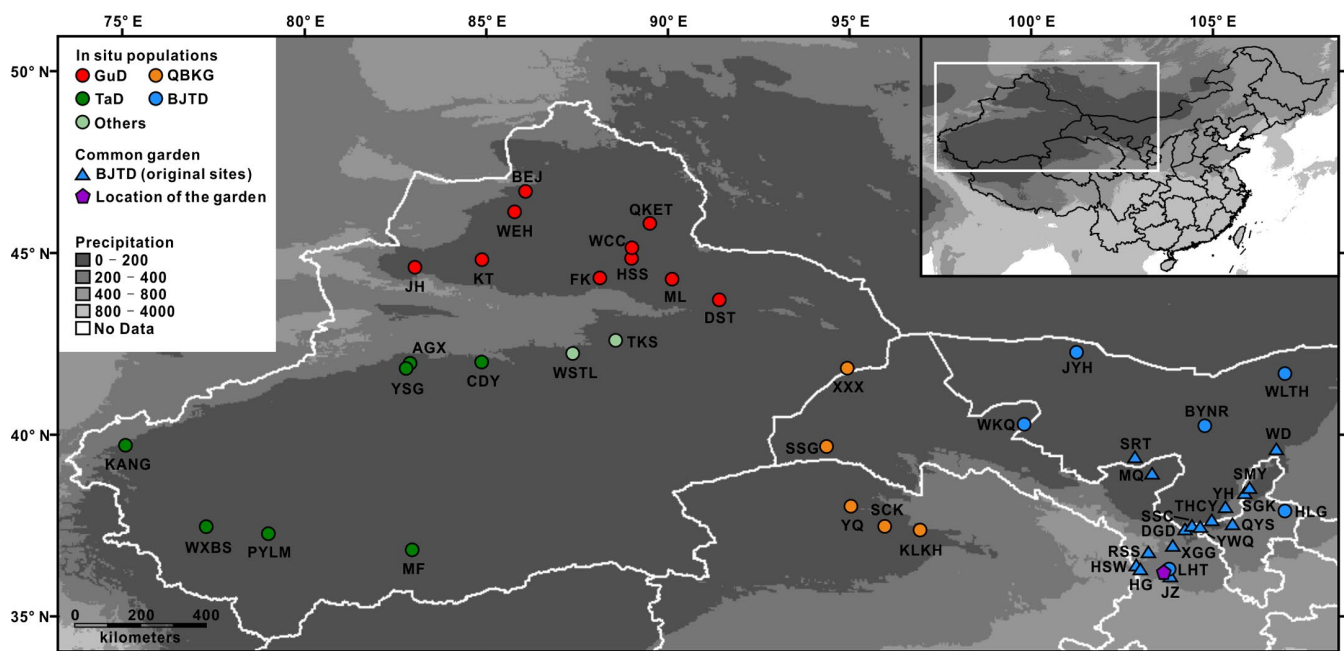 75° E 80° E 85° E 90° E 95° E 100° E 105° E
50° N
45° N
40° N
35° N
In situ populations
GuD QBKG
TaD BJTD
Others
Common garden
BJTD (original sites)
Location of the garden
Precipitation
0 – 200
200 – 400
400 – 800
800 – 4000
No Data
BEJ
WEH
QKET
WCC
HSS
JH
KT
FK
ML
DST
AGX
YSG
CDY
WSTL
TKS
KANG
WXBS
PYLM
MF
XXX
SSG
YQ
SCK
KLKH
JYH
WLTH
WKQ
BYNR
SRT
MQ
WD
SMY
YH
SGK
THCY
HLG
SSC
QYS
DGD
YWQ
RSS
XGG
HSW
LHT
HG
JZ
0 200 400
kilometers